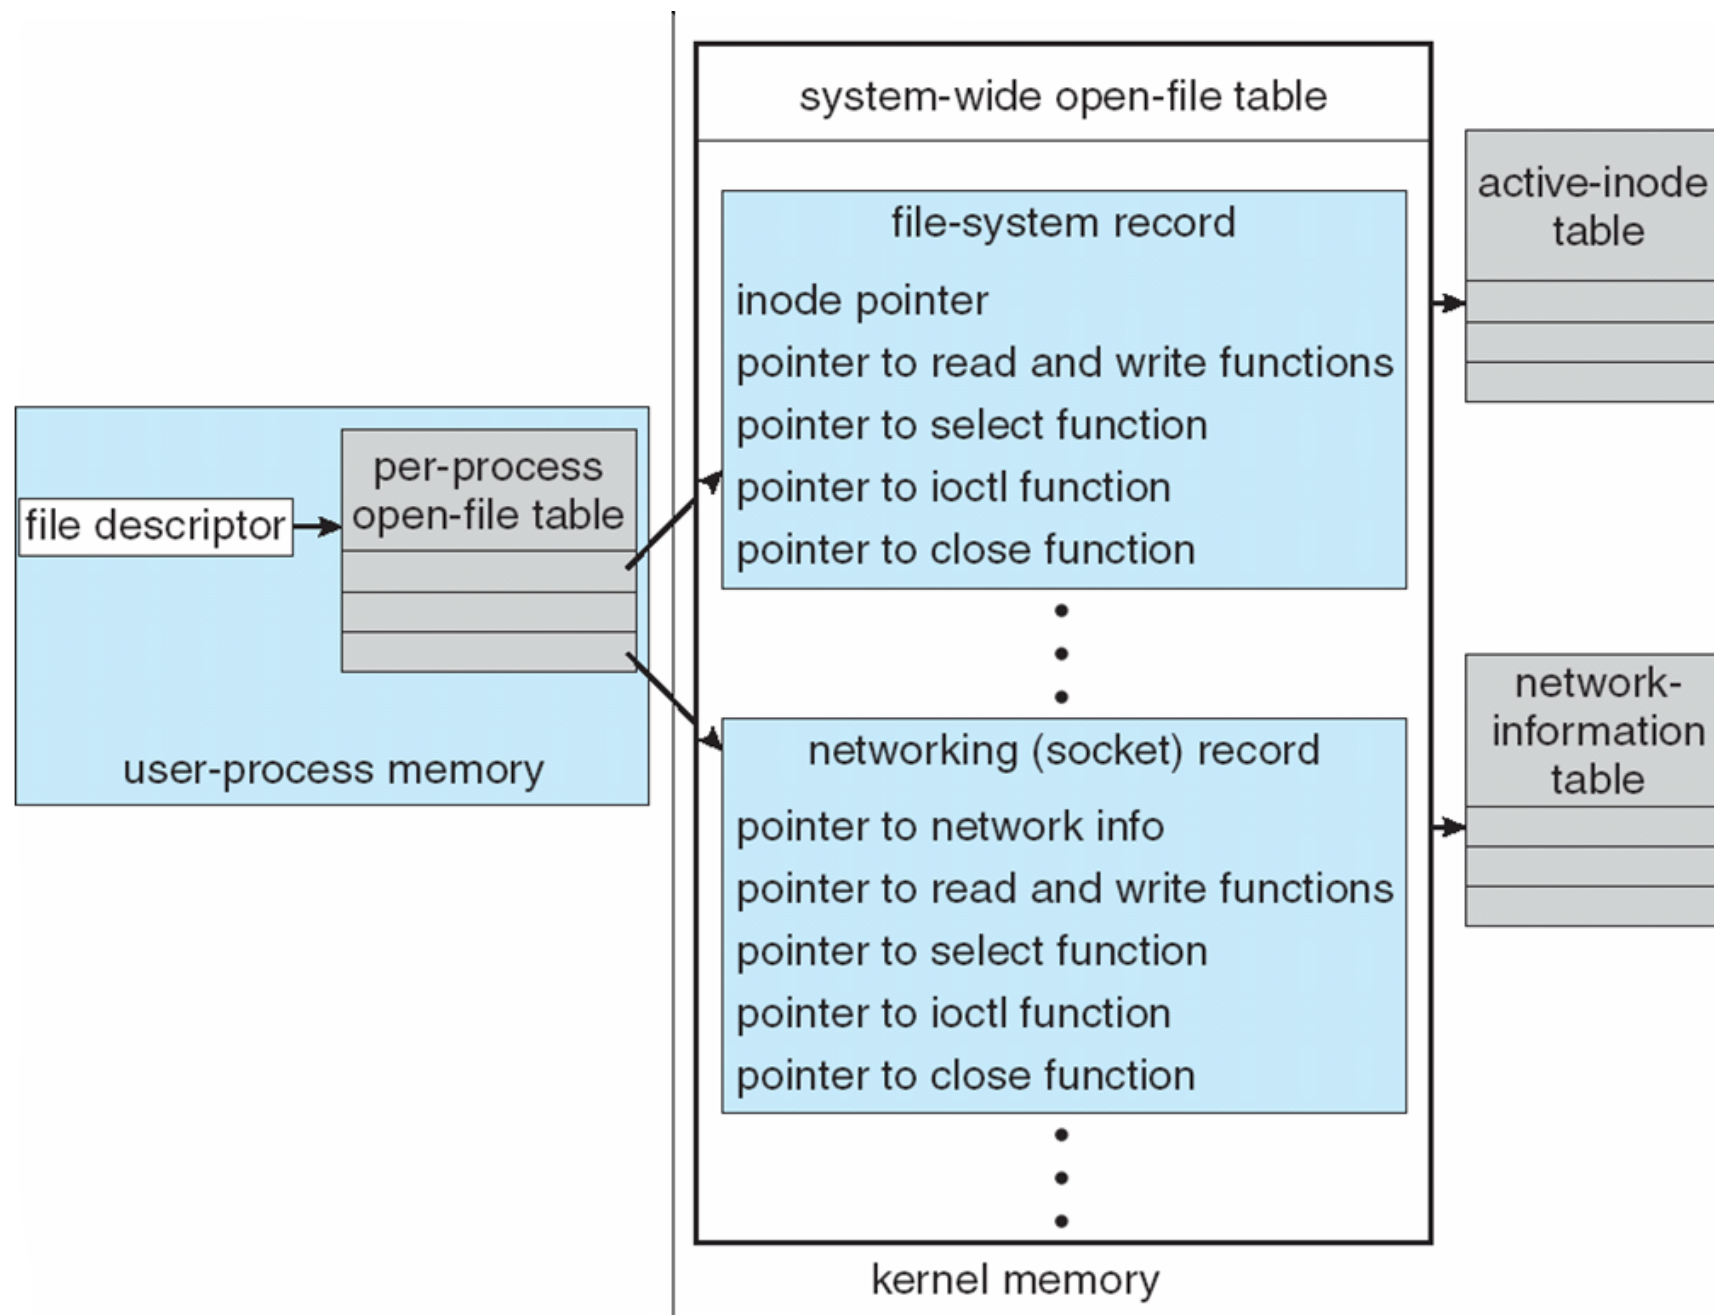 system-wide open-file table
file-system record
inode pointer
pointer to read and write functions
pointer to select function
pointer to ioctl function
pointer to close function
active-inode
table
file descriptor
per-process
open-file table
user-process memory
networking (socket) record
pointer to network info
pointer to read and write functions
pointer to select function
pointer to ioctl function
pointer to close function
network-
information
table
kernel memory